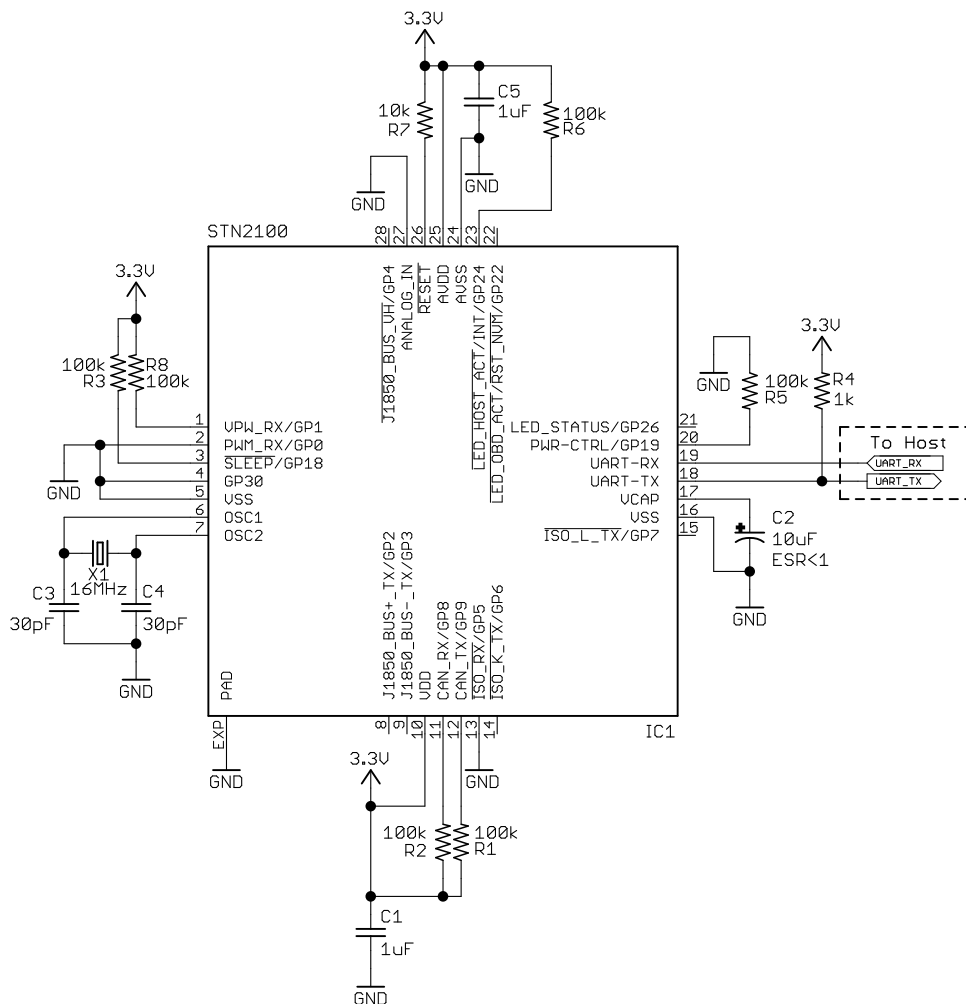 3.3V
10k
R7
C5
1uF
100k
R6
GND
GND
STN2100
28
27
26
25
24
23
22
J1850_BUS_VH/GP4
ANALOG_IN
RESET
AVDD
AVSS
LED_HOST_ACT/INT/GP24
LED_OBD_ACT/RST_NVM/GP22
3.3V
100k
R3
R8
100k
GND
1
2
3
4
5
6
7
VPW_RX/GP1
PWM_RX/GP0
SLEEP/GP18
GP30
VSS
OSC1
OSC2
X1
16MHz
C3
30pF
C4
30pF
GND
3.3V
GND
100k
R5
R4
1k
LED_STATUS/GP26
PWR-CTRL/GP19
UART-RX
UART-TX
VCAP
VSS
ISO_L_TX/GP7
21
20
19
18
17
16
15
To Host
UART_RX
UART_TX
C2
10uF
ESR<1
GND
PAD
J1850_BUS+_TX/GP2
J1850_BUS-_TX/GP3
VDD
CAN_RX/GP8
CAN_TX/GP9
ISO_RX/GP5
ISO_K_TX/GP6
EXP
8
9
10
11
12
13
14
IC1
GND
3.3V
GND
100k
R2
100k
R1
C1
1uF
GND